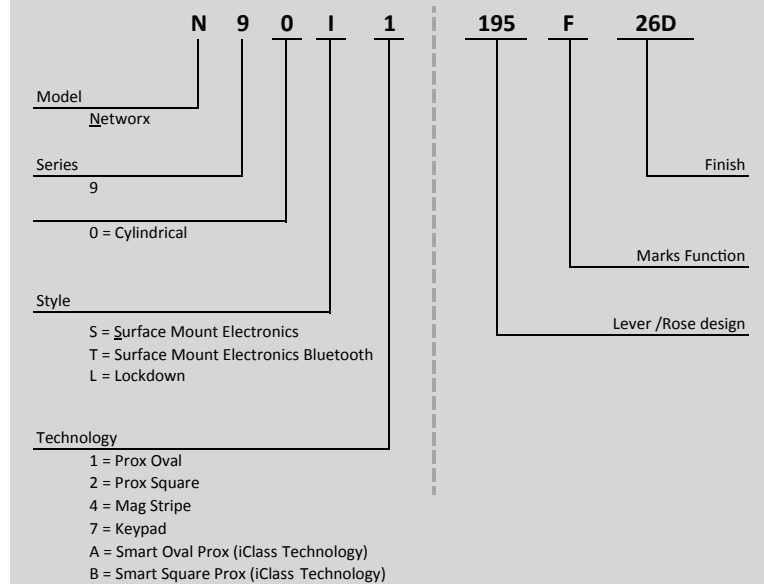 N 9 0 I 1 195 F 26D
Model
Networx
Series
9
0 = Cylindrical
Style
S = Surface Mount Electronics
T = Surface Mount Electronics Bluetooth
L = Lockdown
Technology
1 = Prox Oval
2 = Prox Square
4 = Mag Stripe
7 = Keypad
A = Smart Oval Prox (iClass Technology)
B = Smart Square Prox (iClass Technology)
Finish
Marks Function
Lever /Rose design